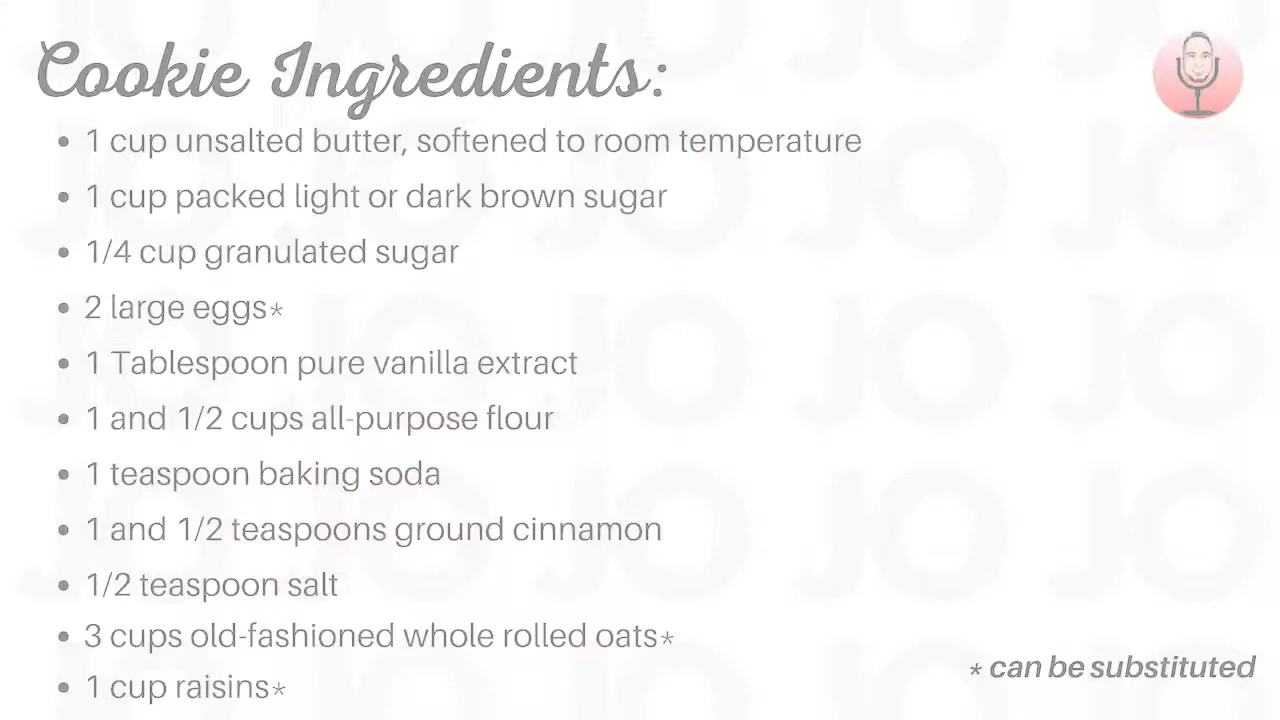 Cookie Ingredients:
• 1 cup unsalted butter, softened to room temperature
• 1 cup packed light or dark brown sugar
• 1/4 cup granulated sugar
• 2 large eggs*
• 1 Tablespoon pure vanilla extract
• 1 and 1/2 cups all-purpose flour
• 1 teaspoon baking soda
• 1 and 1/2 teaspoons ground cinnamon
• 1/2 teaspoon salt
• 3 cups old-fashioned whole rolled oats*
• 1 cup raisins*
* can be substituted